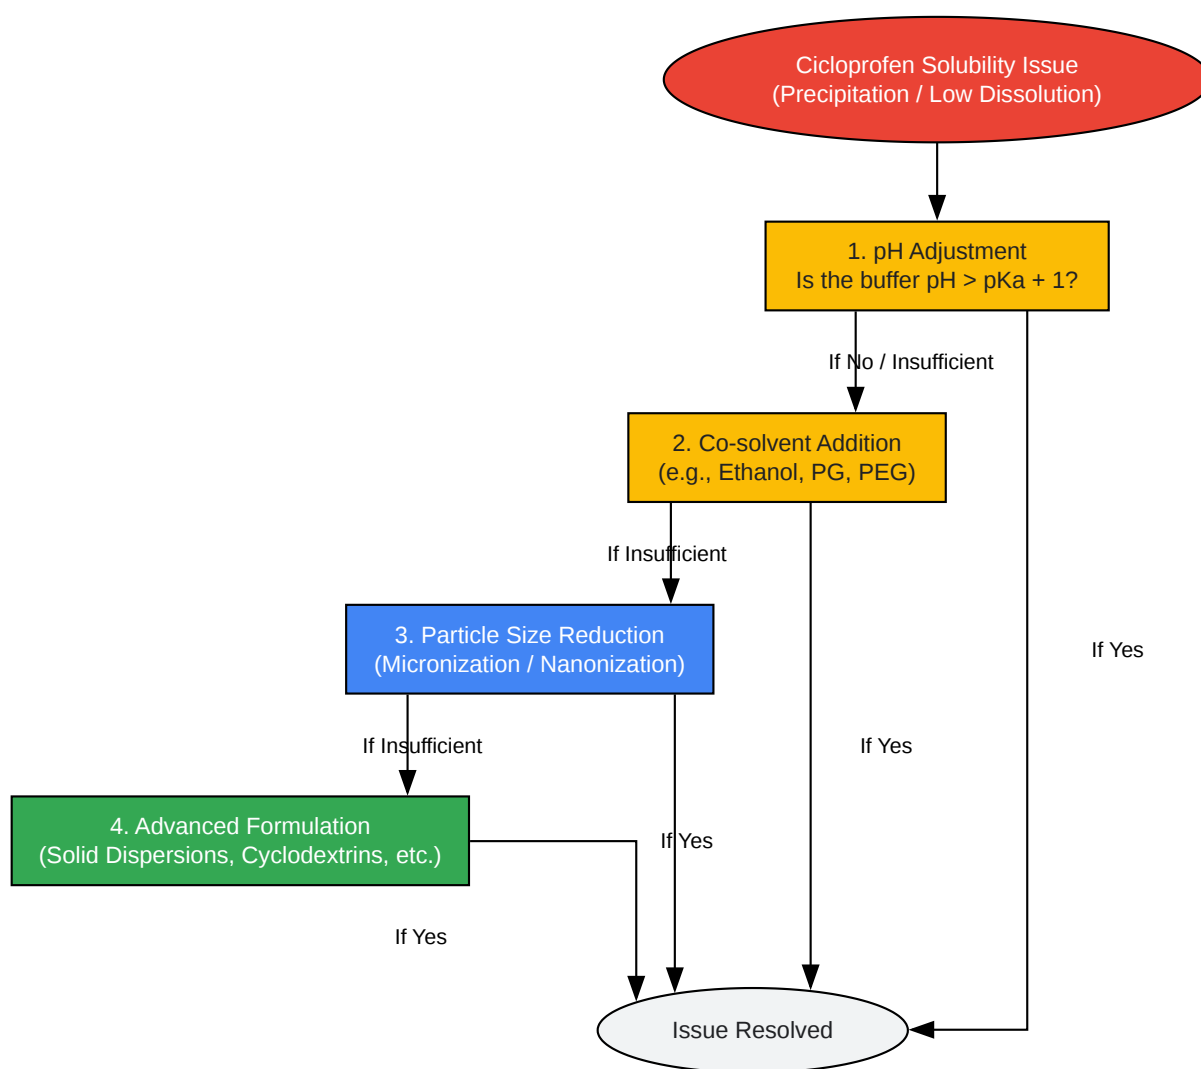 Cicloprofen Solubility Issue
(Precipitation / Low Dissolution)
1. pH Adjustment
Is the buffer pH > pKa + 1?
If No / Insufficient
2. Co-solvent Addition
(e.g., Ethanol, PG, PEG)
If Insufficient
3. Particle Size Reduction
(Micronization / Nanonization)
If Yes
If Insufficient
If Yes
4. Advanced Formulation
(Solid Dispersions, Cyclodextrins, etc.)
If Yes
If Yes
Issue Resolved